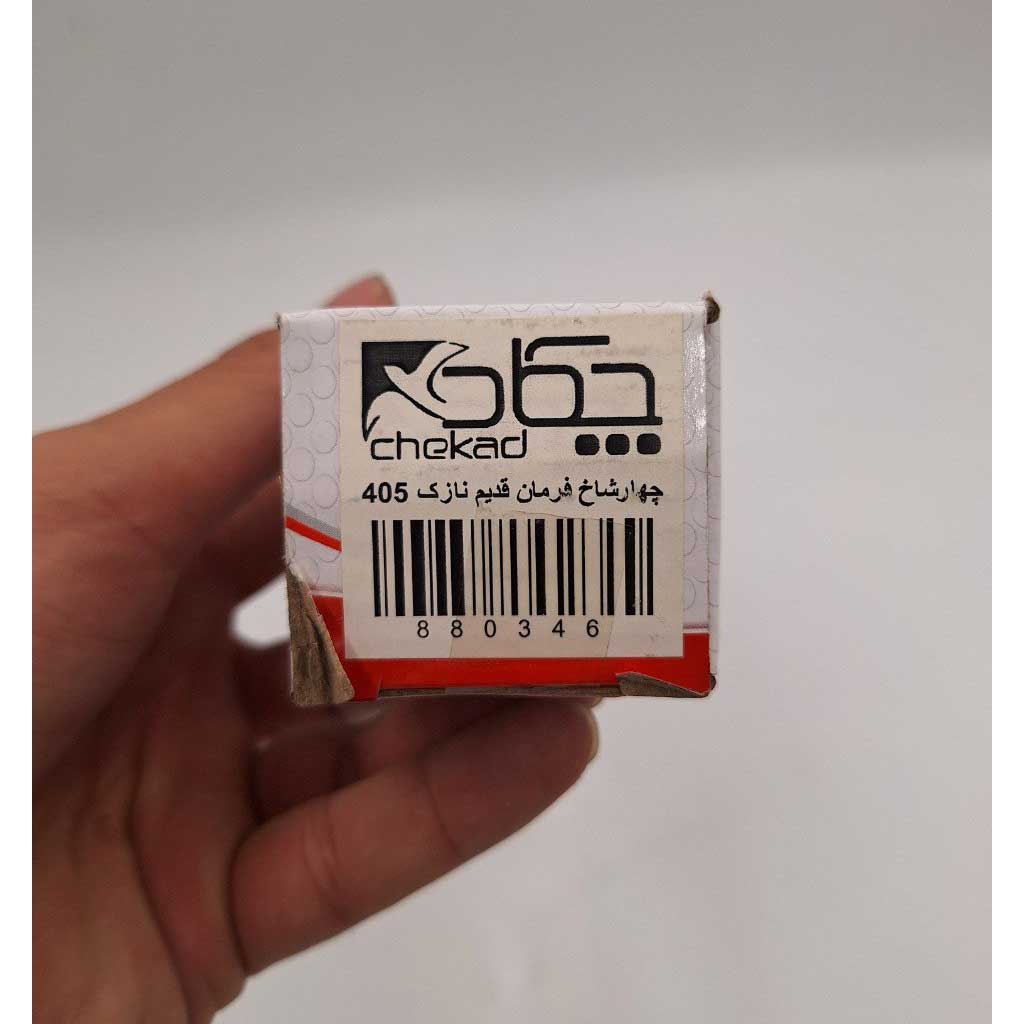 چکاد
chekad
چهارشاخ فرمان قدیم نازک 405
880346